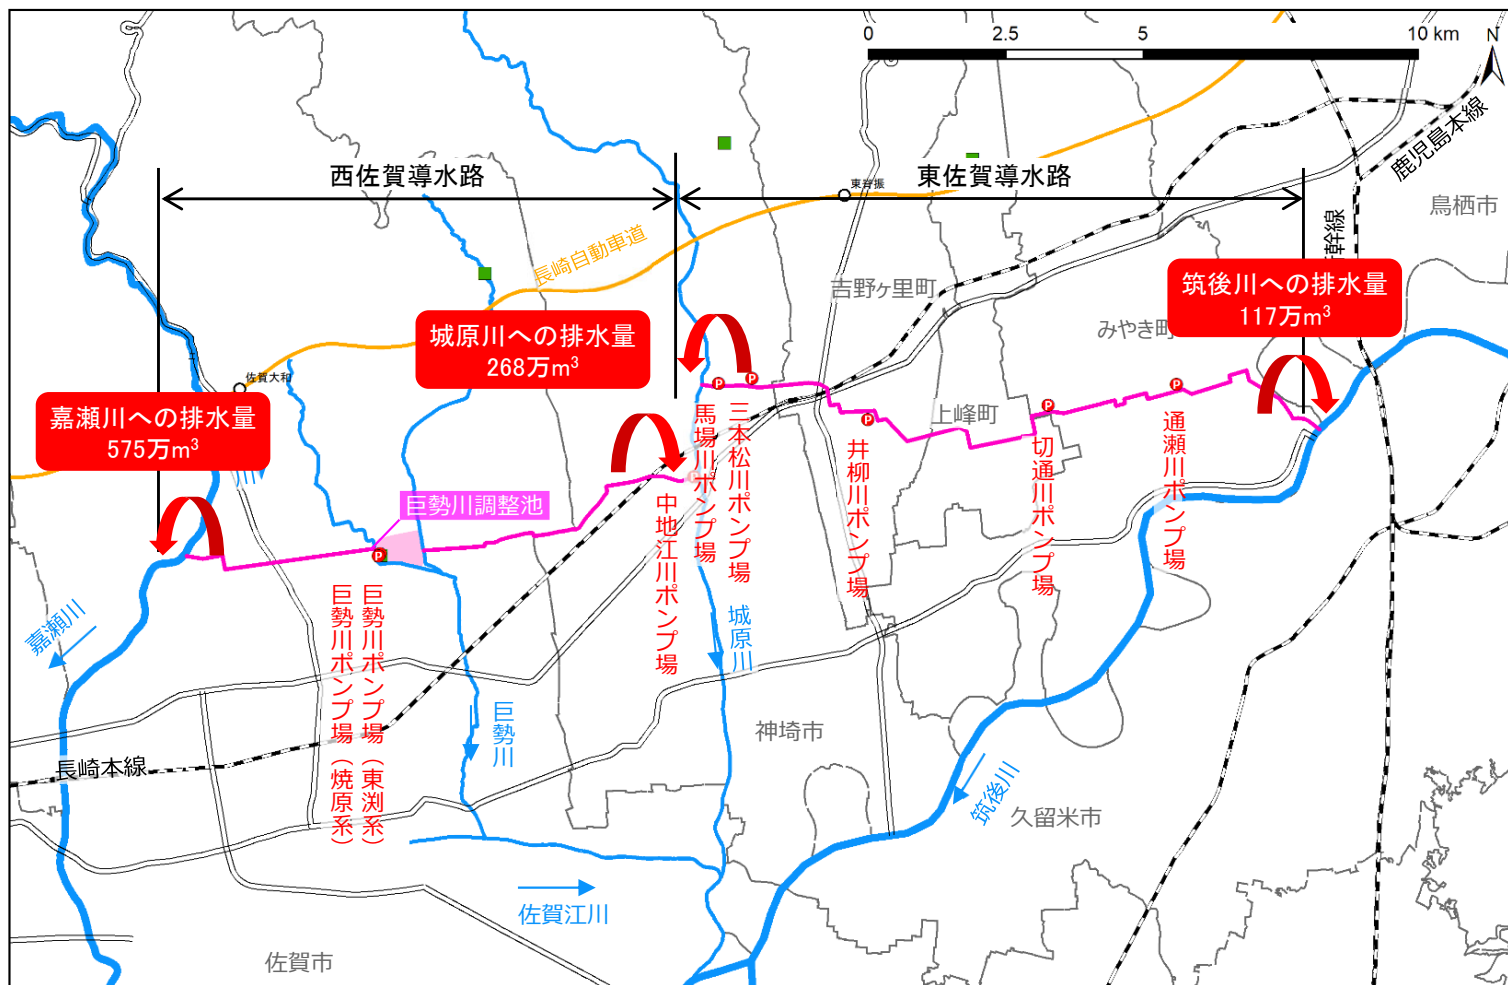 0
2.5
5
10 km
N
鹿児島本線
鳥栖市
西佐賀導水路
東佐賀導水路
東脊振
幹線
長崎自動車道
吉野ヶ里町
筑後川への排水量
117万m³
みやき町
城原川への排水量
268万m³
佐賀大和
嘉瀬川への排水量
575万m³
川
上峰町
巨勢川調整池
馬場川ポンプ場
三本松川ポンプ場
井柳川ポンプ場
切通川ポンプ場
通瀬川ポンプ場
中地江川ポンプ場
巨勢川ポンプ場（焼原系）
巨勢川ポンプ場（東渕系）
嘉瀬川
城原川
巨勢川
神埼市
長崎本線
筑後川
久留米市
佐賀江川
佐賀市
P
P
P
P
P
P